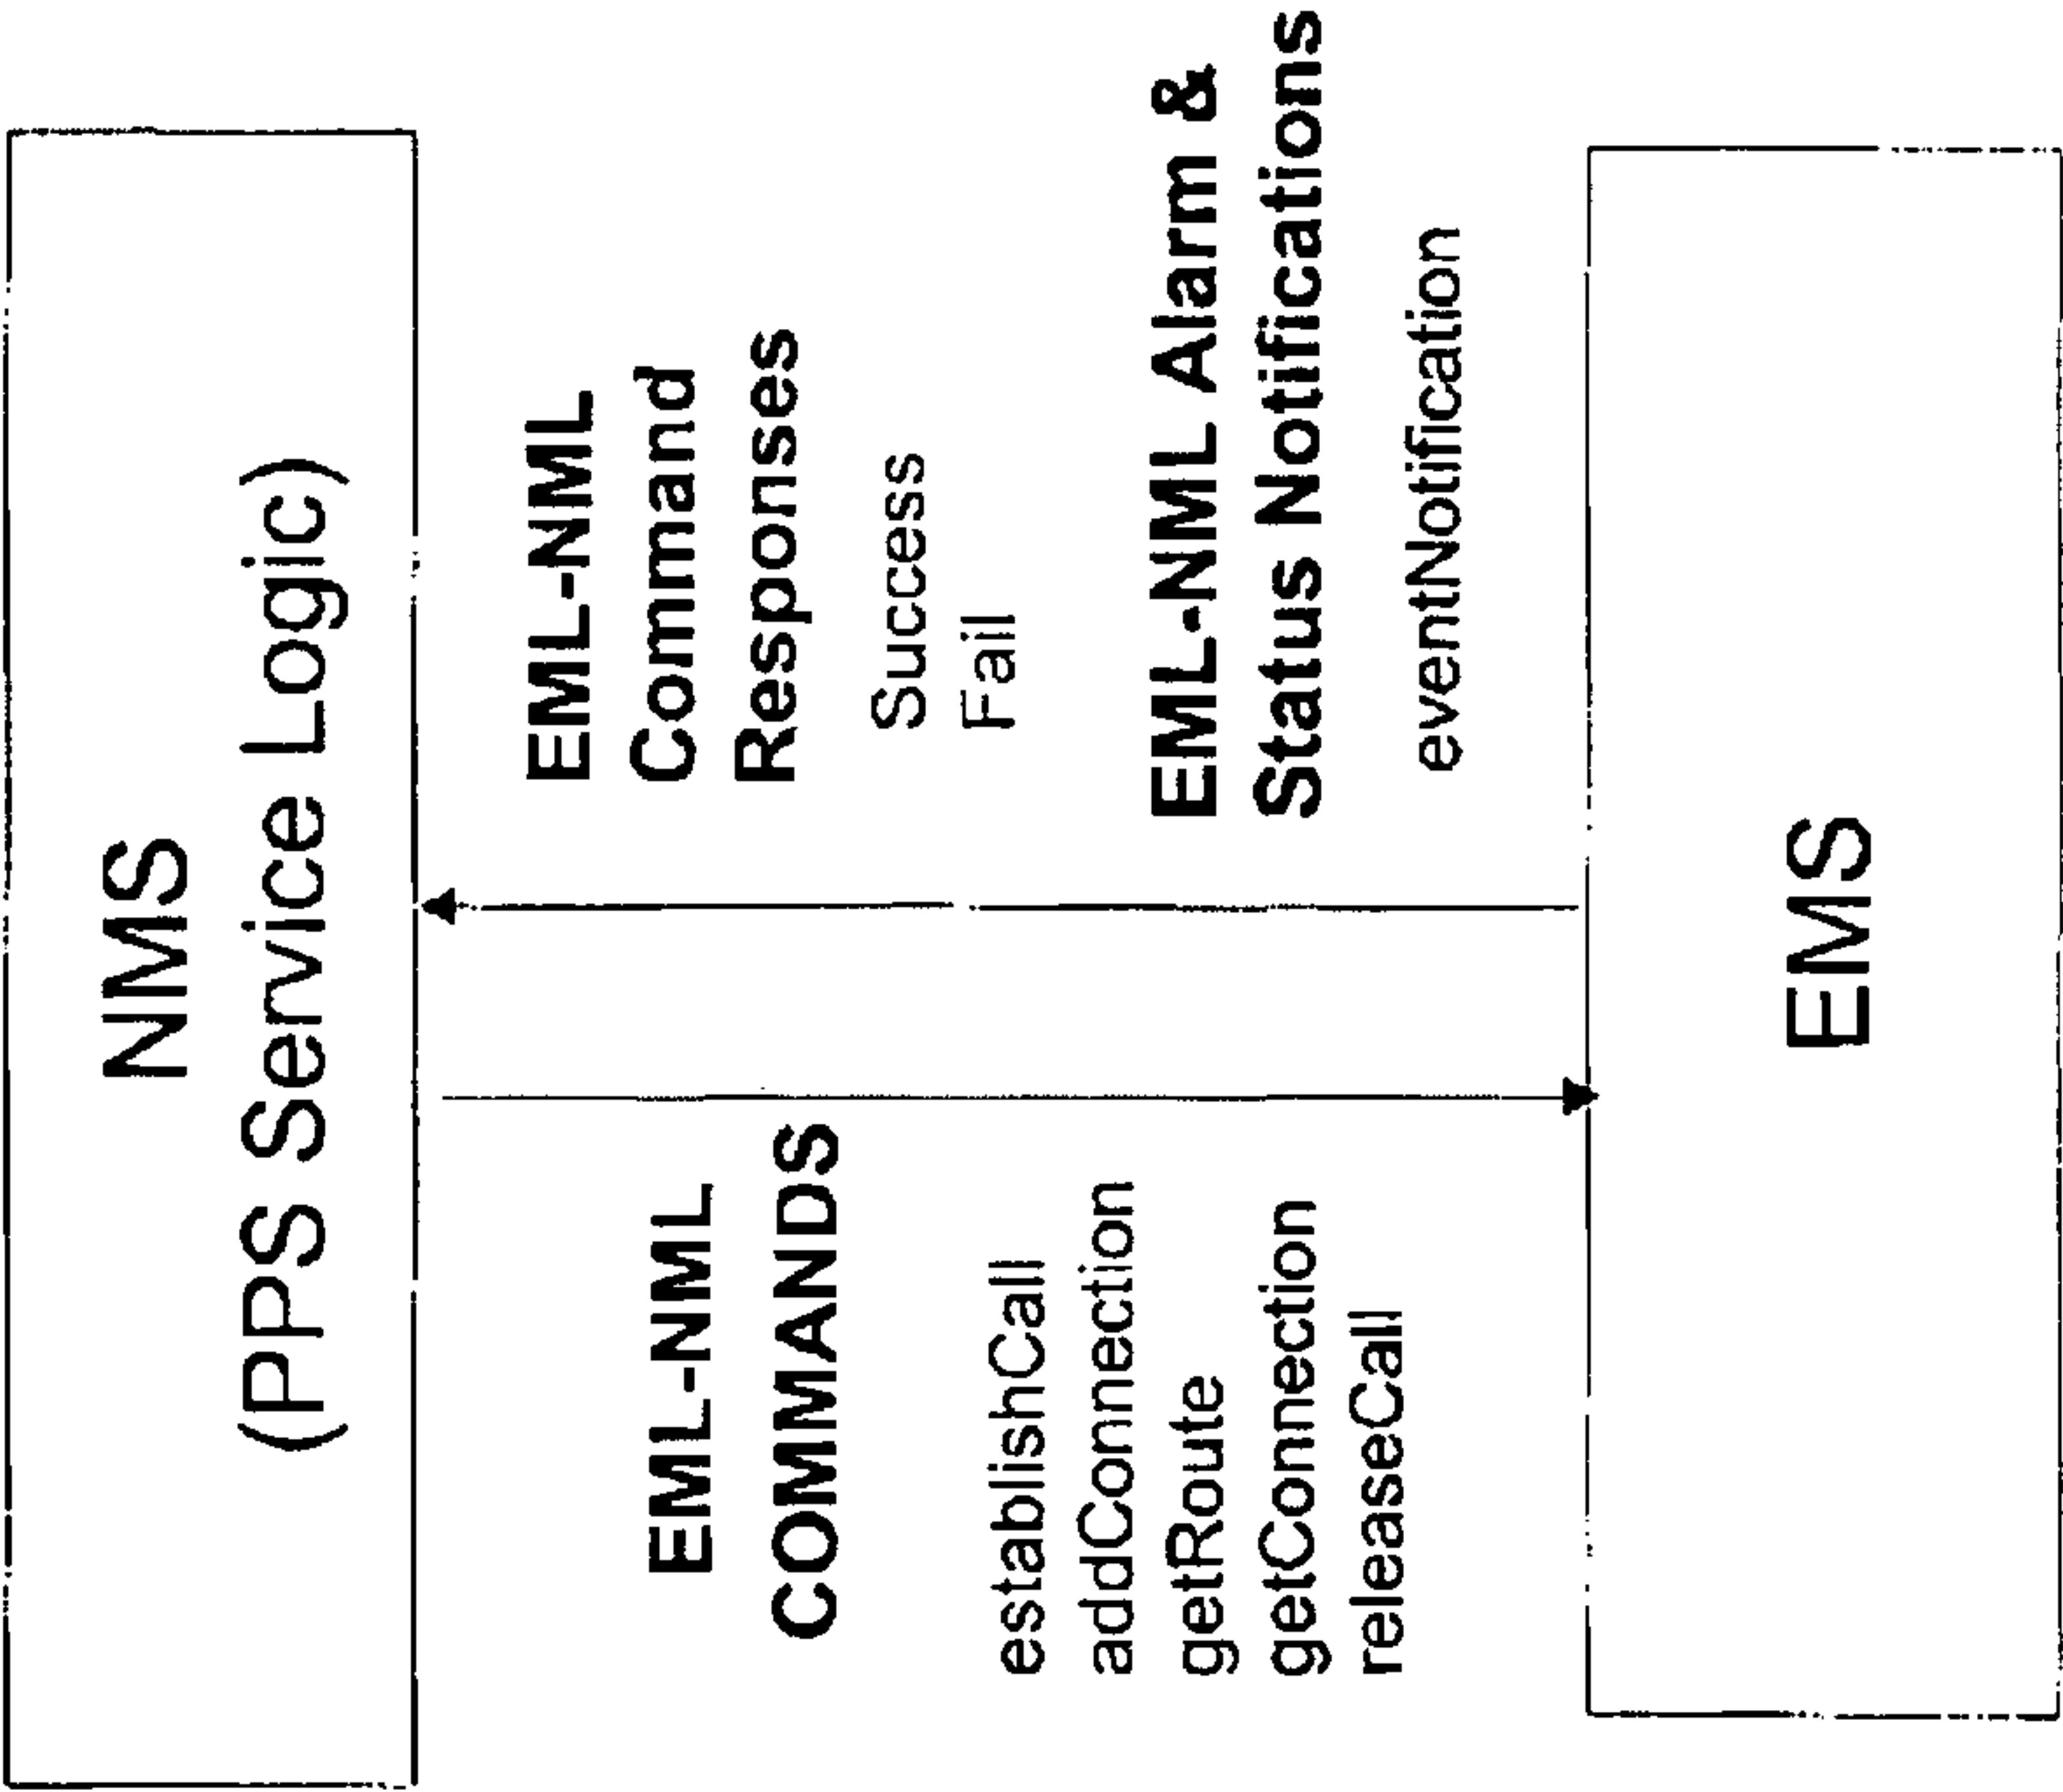 NMS
(PPS Service Logic)
EML-NML
COMMANDS
establishCall
addConnection
getRoute
getConnection
releaseCall
EML-NML
Command
Responses
Success
Fail
EML-NML Alarm &
Status Notifications
eventNotification
EMS